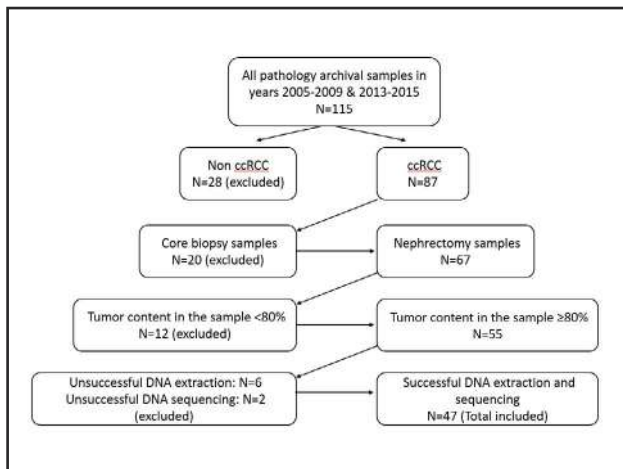 All pathology archival samples in
years 2005-2009 & 2013-2015
N=115
Non ccRCC
N=28 (excluded)
ccRCC
N=87
Core biopsy samples
N=20 (excluded)
Nephrectomy samples
N=67
Tumor content in the sample <80%
N=12 (excluded)
Tumor content in the sample ≥80%
N=55
Unsuccessful DNA extraction: N=6
Unsuccessful DNA sequencing: N=2
(excluded)
Successful DNA extraction and
sequencing
N=47 (Total included)